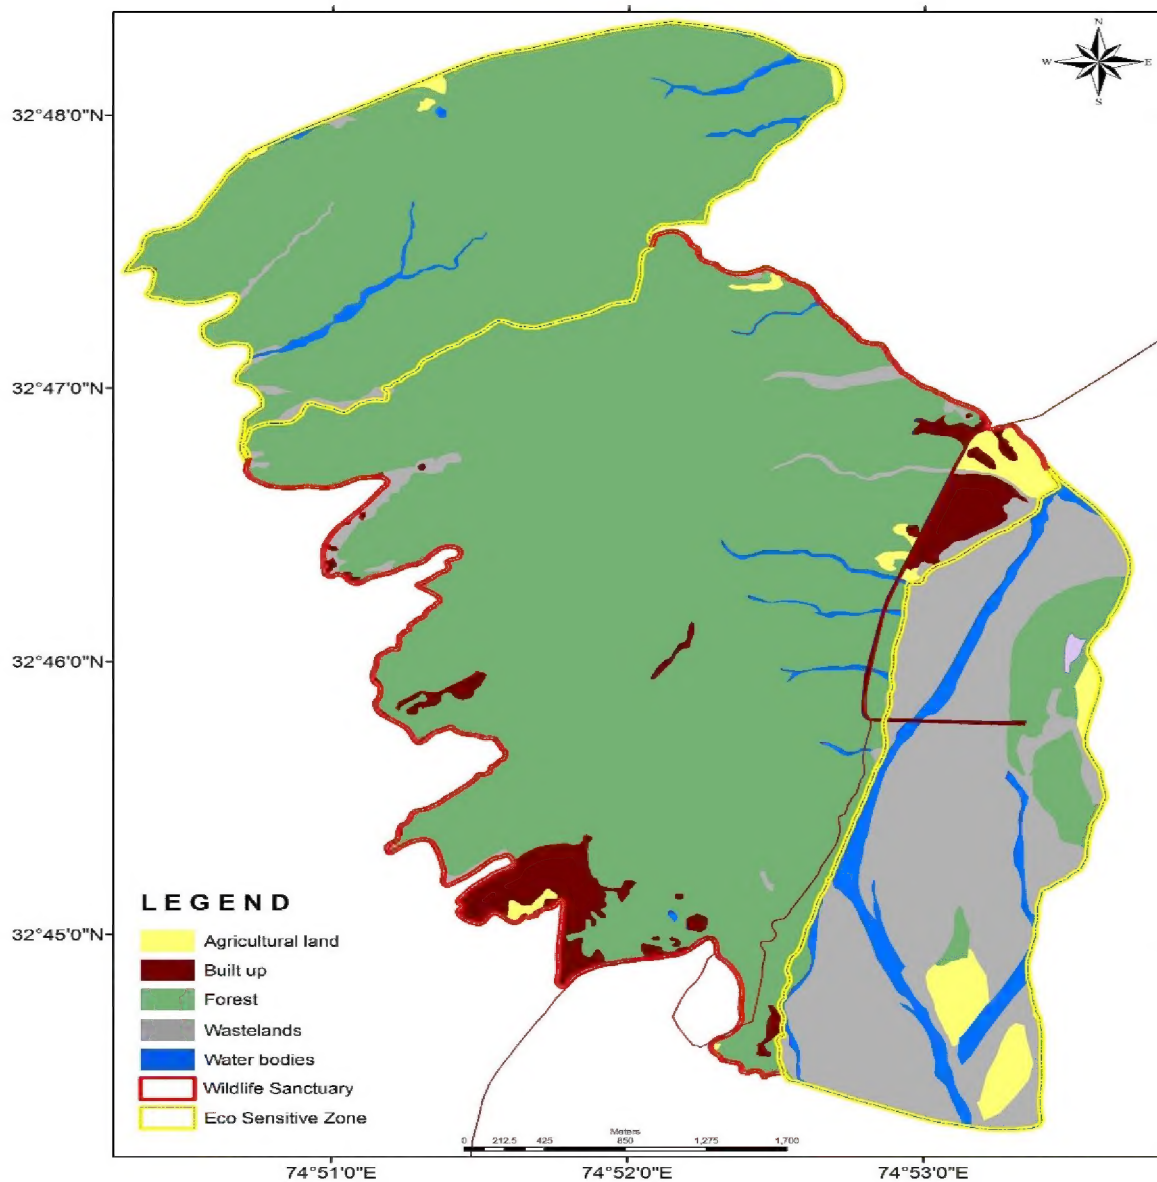 N
W E
S
32°48'0"N
32°47'0"N
32°46'0"N
32°45'0"N
LEGEND
Agricultural land
Built up
Forest
Wastelands
Water bodies
Wildlife Sanctuary
Eco Sensitive Zone
Meters
0 212.5 425 850 1,275 1,700
74°51'0"E 74°52'0"E 74°53'0"E